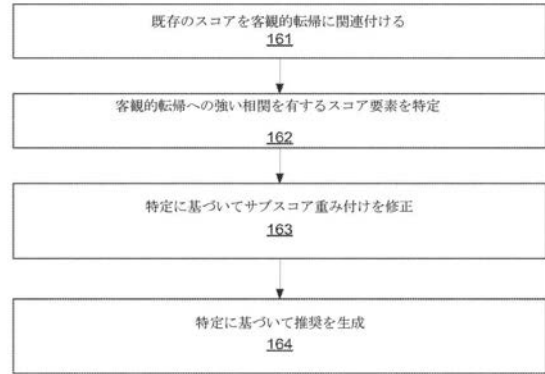 既存のスコアを客観的転帰に関連付ける
161
客観的転帰への強い相関を有するスコア要素を特定
162
特定に基づいてサブスコア重み付けを修正
163
特定に基づいて推奨を生成
164